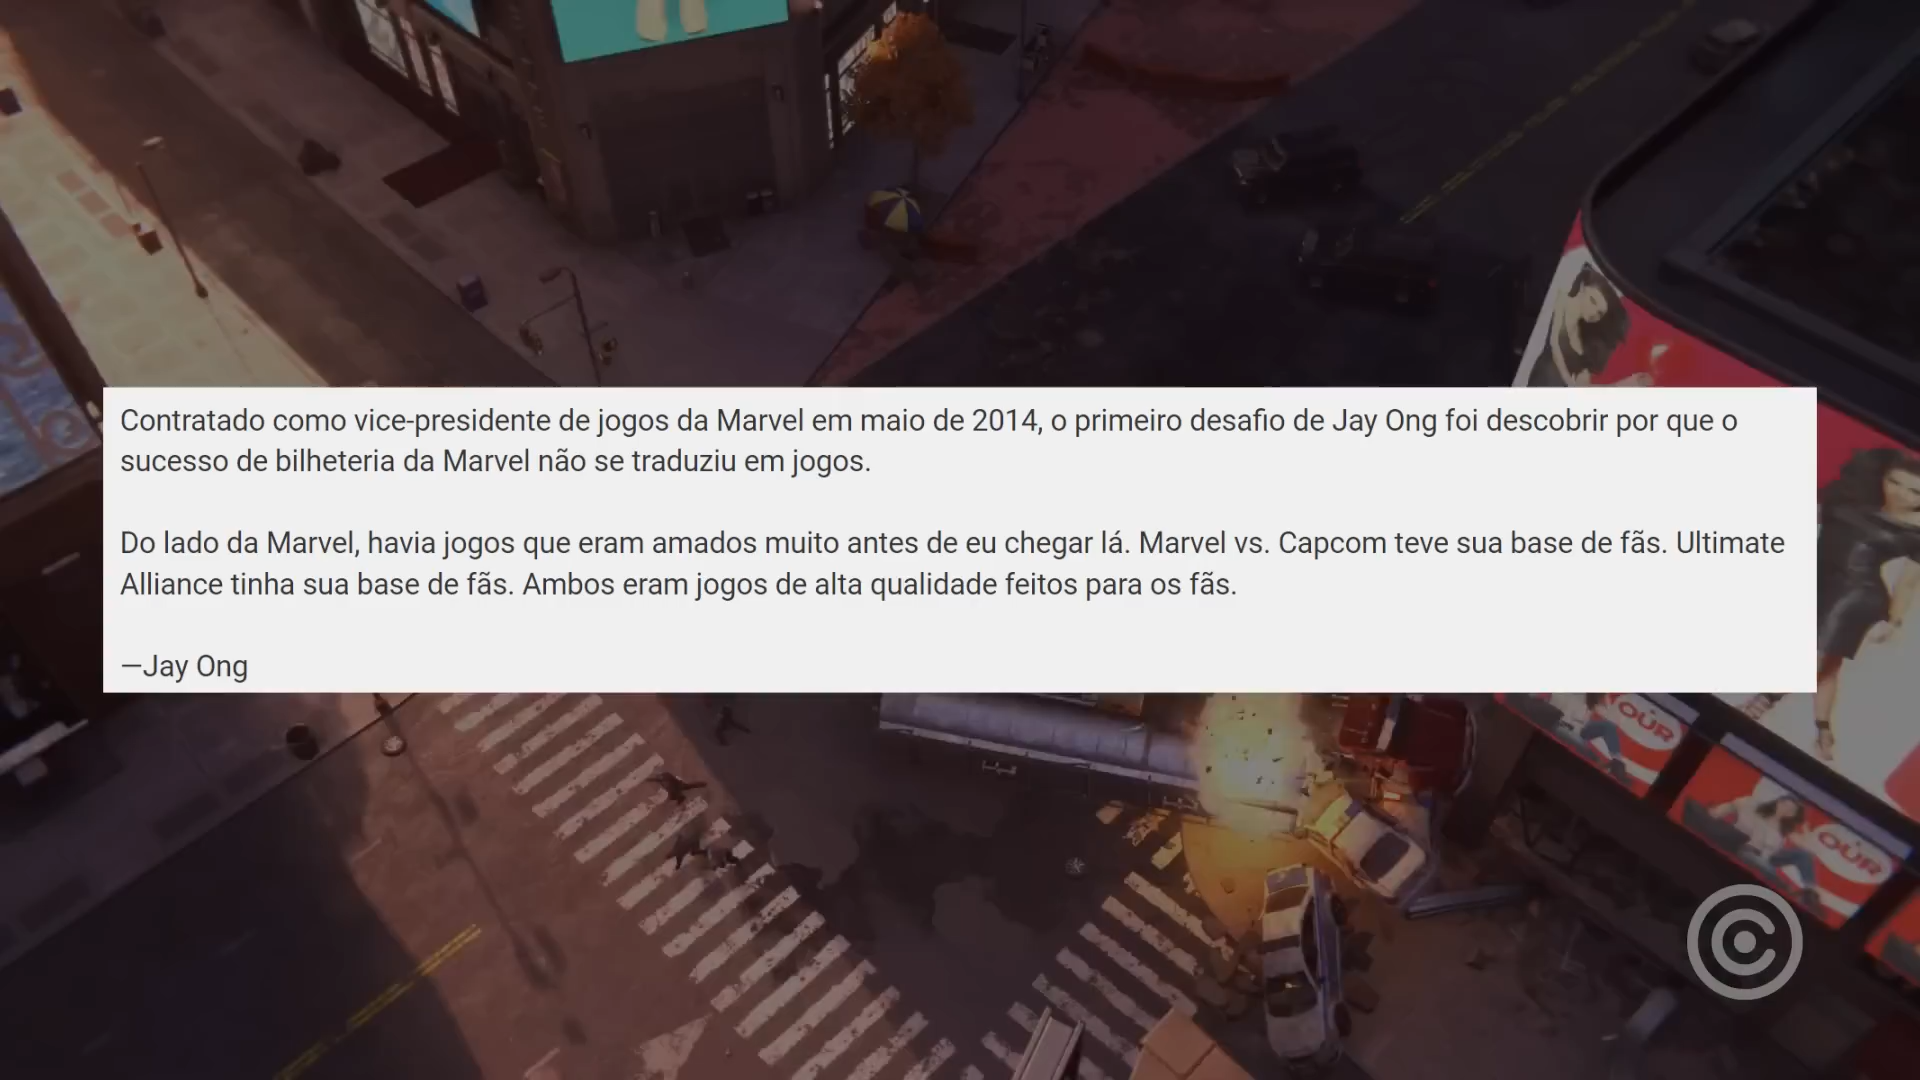 Contratado como vice-presidente de jogos da Marvel em maio de 2014, o primeiro desafio de Jay Ong foi descobrir por que o
sucesso de bilheteria da Marvel não se traduziu em jogos.
Do lado da Marvel, havia jogos que eram amados muito antes de eu chegar lá. Marvel vs. Capcom teve sua base de fãs. Ultimate
Alliance tinha sua base de fãs. Ambos eram jogos de alta qualidade feitos para os fãs.
—Jay Ong
OUR
OUR